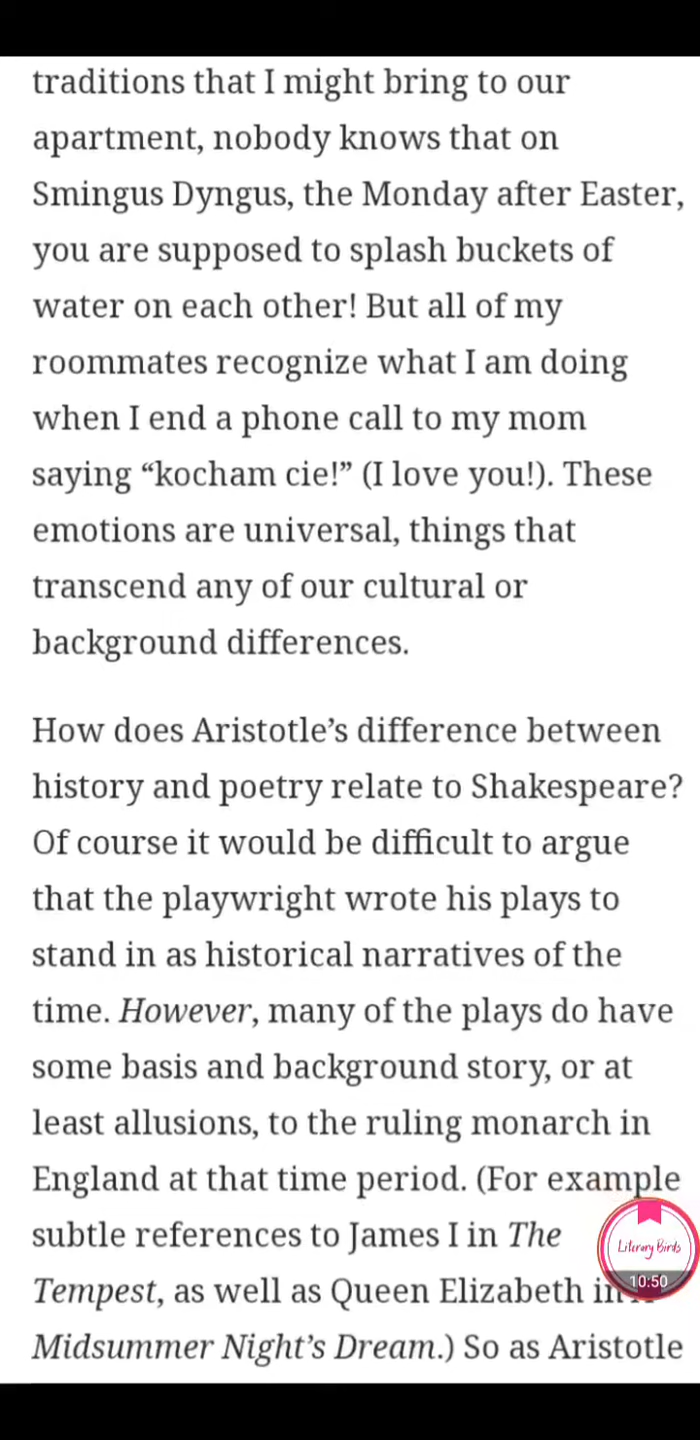 traditions that I might bring to our
apartment, nobody knows that on
Smingus Dyngus, the Monday after Easter,
you are supposed to splash buckets of
water on each other! But all of my
roommates recognize what I am doing
when I end a phone call to my mom
saying “kocham cie!” (I love you!). These
emotions are universal, things that
transcend any of our cultural or
background differences.
How does Aristotle’s difference between
history and poetry relate to Shakespeare?
Of course it would be difficult to argue
that the playwright wrote his plays to
stand in as historical narratives of the
time. However, many of the plays do have
some basis and background story, or at
least allusions, to the ruling monarch in
England at that time period. (For example
subtle references to James I in The
Tempest, as well as Queen Elizabeth in
Midsummer Night’s Dream.) So as Aristotle
Literary Birds
10:50